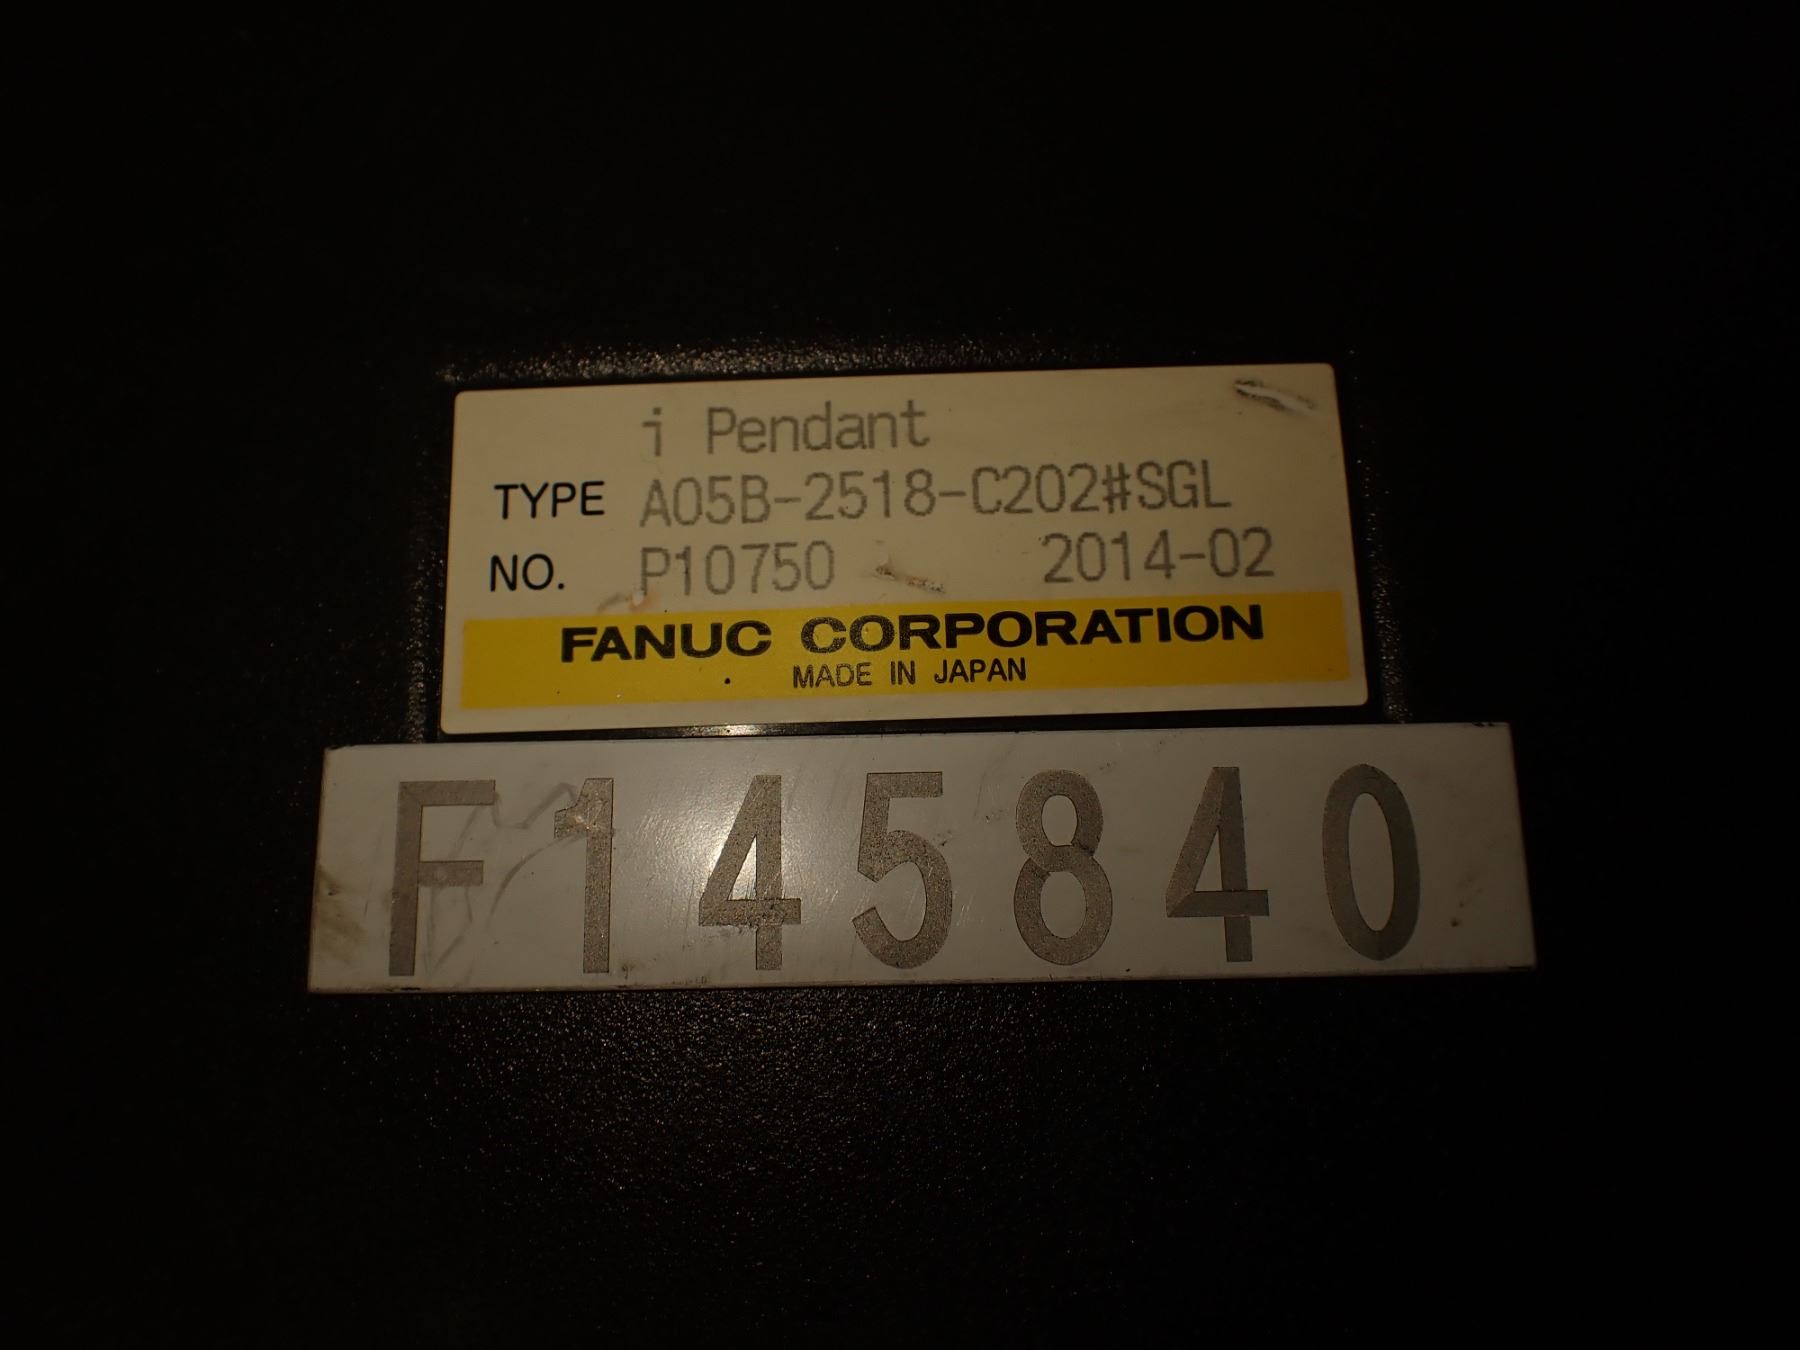 i Pendant
TYPE A05B-2518-C202#SGL
NO. P10750 2014-02
FANUC CORPORATION
MADE IN JAPAN
F145840